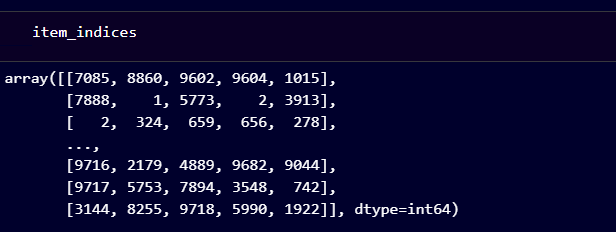 item_indices
array([[7085, 8860, 9602, 9604, 1015],
       [7888,    1, 5773,    2, 3913],
       [   2,  324,  659,  656,  278],
       ...,
       [9716, 2179, 4889, 9682, 9044],
       [9717, 5753, 7894, 3548,  742],
       [3144, 8255, 9718, 5990, 1922]], dtype=int64)